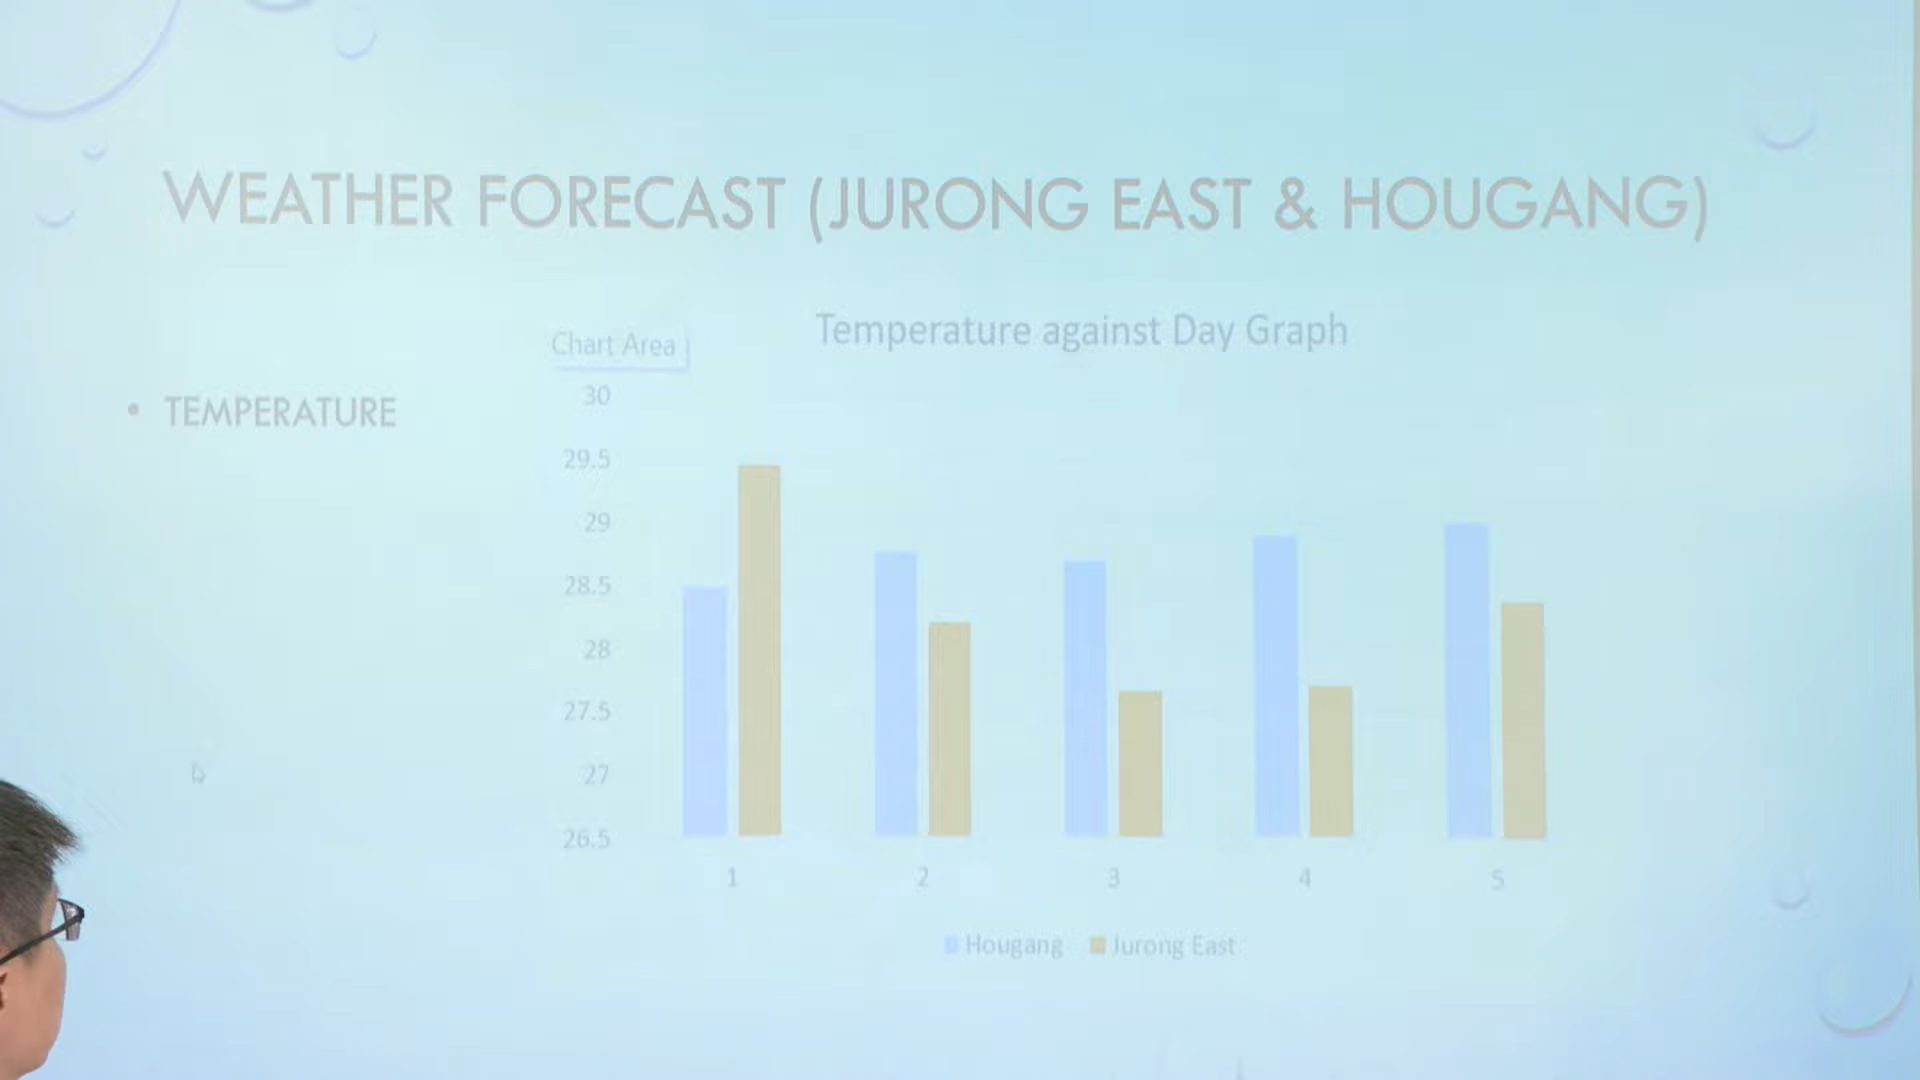 WEATHER FORECAST (JURONG EAST & HOUGANG)
Temperature against Day Graph
Chart Area
• TEMPERATURE
30
29.5
29
28.5
28
27.5
27
26.5
1 2 3 4 5
Hougang Jurong East